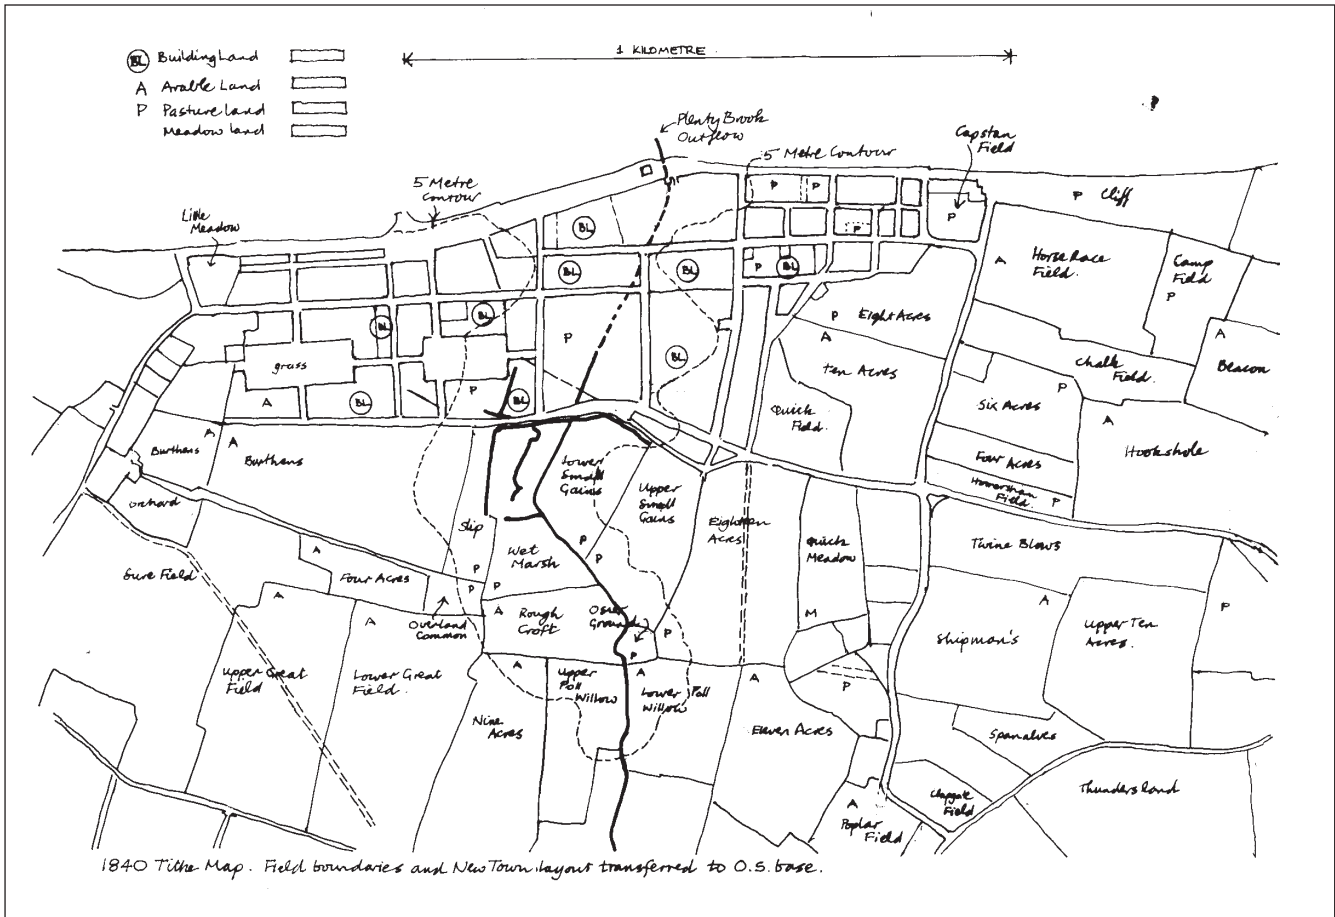 BL Building Land
A Arable Land
P Pasture land
Meadow land
1 KILOMETRE
Plenty Brook
Outflow
5 Metre Contour
Capstan
Field
5 Metre
Contour
Little
Meadow
P
P
P
P
P
Cliff
BL
BL
BL
P
BL
A
Horse Race
Field
Camp
Field
P
BL
BL
P
P
Eight Acres
A
Ten Acres
A
Beacon
Chalk
Field
P
grass
BL
A
BL
P
BL
Quick
Field
Six Acres
A
Hookshole
Burthens
A
A
Burthens
Four Acres
Field
P
Orchard
Lower
Small
Gains
Upper
Small
Gains
Eighteen
Acres
Slip
Wet
Marsh
P
P
Quick
Meadow
Twine Blows
Gure Field
A
Four Acres
P
P
P
Overland
Common
A
Rough
Croft
Osier
Ground
P
P
M
A
Shipman's
Upper Ten
Acres
P
A
Upper Great
Field
A
Lower Great
Field
A
Nine
Acres
Upper
Poll
Willow
A
Lower Poll
Willow
A
Eleven Acres
P
Spanalves
Clapgate
Field
A
Poplar
Field
Thundersland
1840 Tithe Map. Field boundaries and New Town layout transferred to O.S. base.